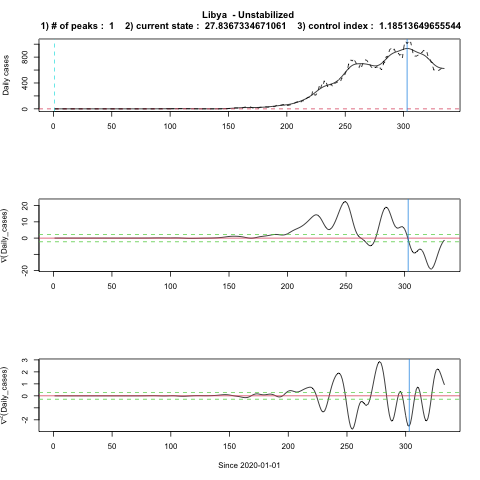 Libya - Unstabilized
1) # of peaks : 1 2) current state : 27.8367334671061 3) control index : 1.18513649655544
Daily cases
0 400 800
0 50 100 150 200 250 300
∇(Daily_cases)
-20 0 10 20
0 50 100 150 200 250 300
∇²(Daily_cases)
-2 0 1 2 3
0 50 100 150 200 250 300
Since 2020-01-01